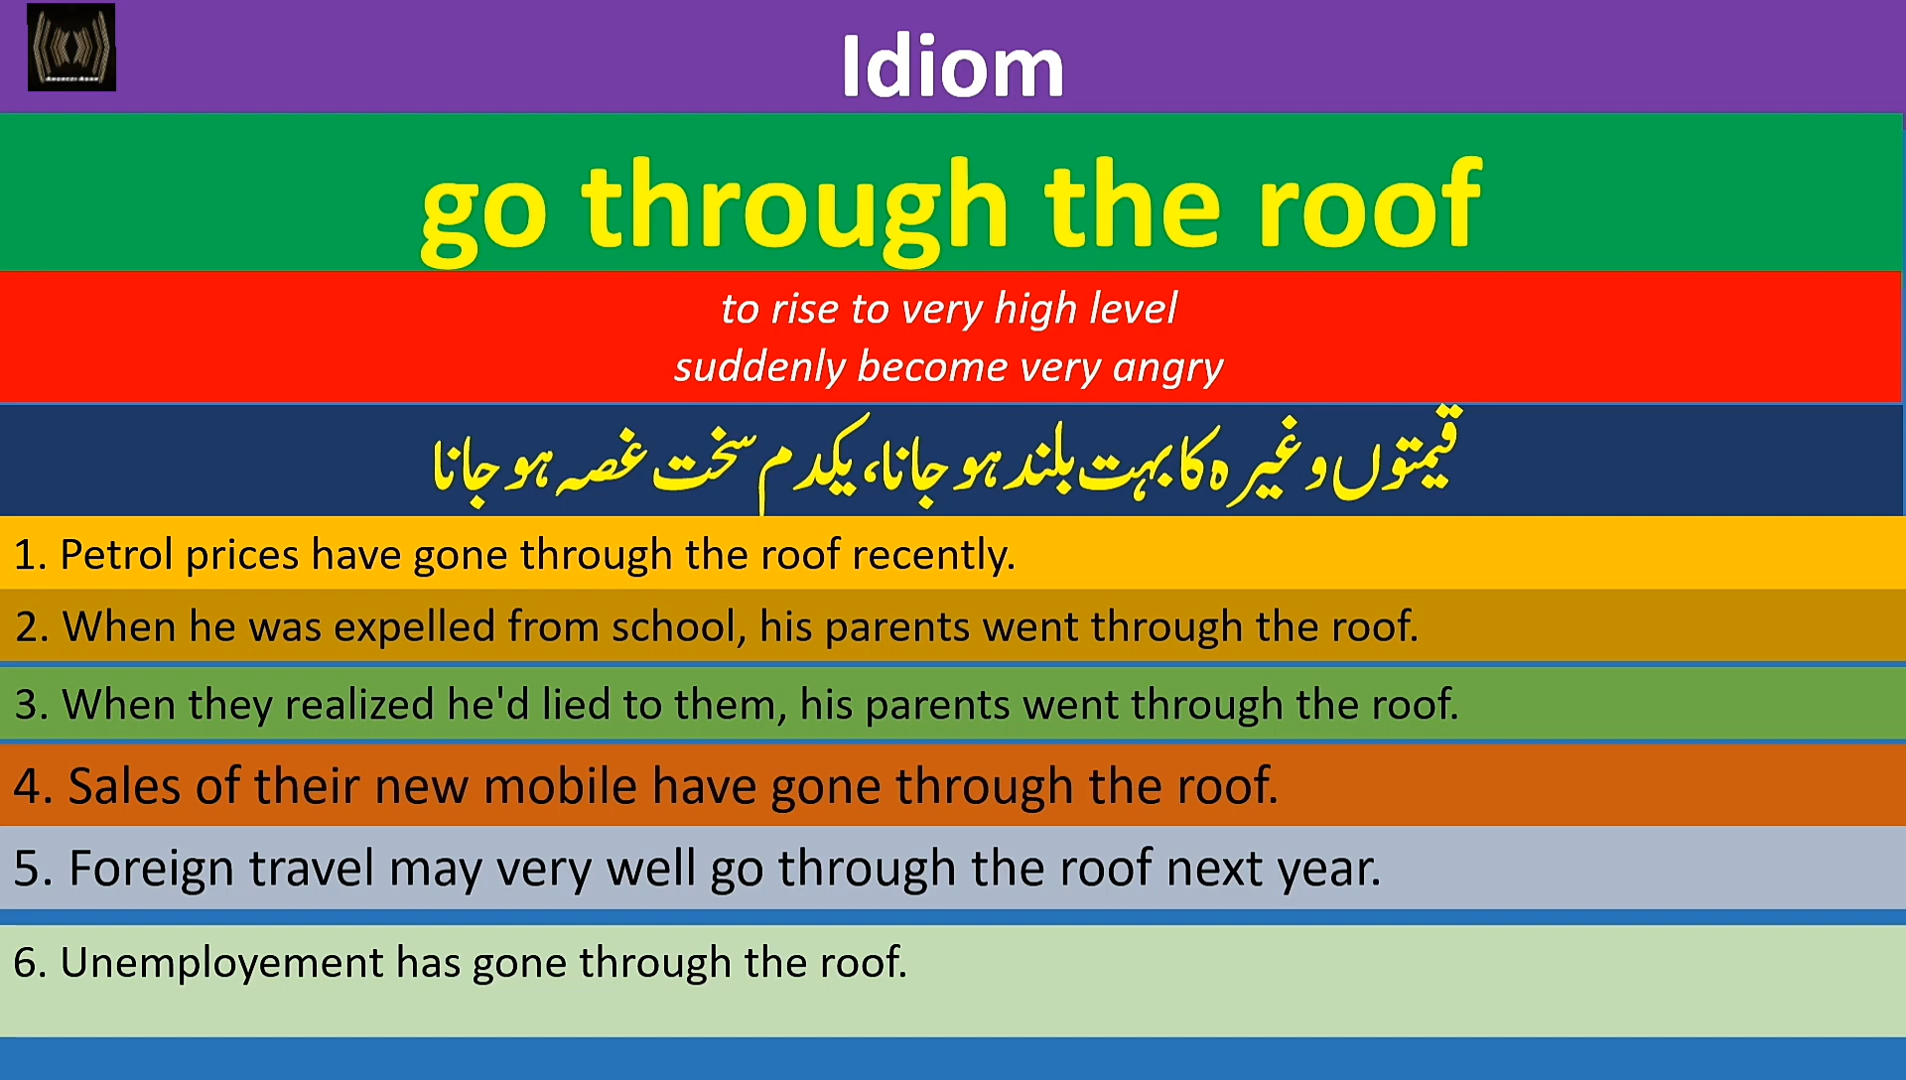 Idiom
go through the roof
to rise to very high level
suddenly become very angry
قیمتوں وغیرہ کا بہت بلند ہو جانا، یکدم سخت غصہ ہو جانا
1. Petrol prices have gone through the roof recently.
2. When he was expelled from school, his parents went through the roof.
3. When they realized he'd lied to them, his parents went through the roof.
4. Sales of their new mobile have gone through the roof.
5. Foreign travel may very well go through the roof next year.
6. Unemployement has gone through the roof.